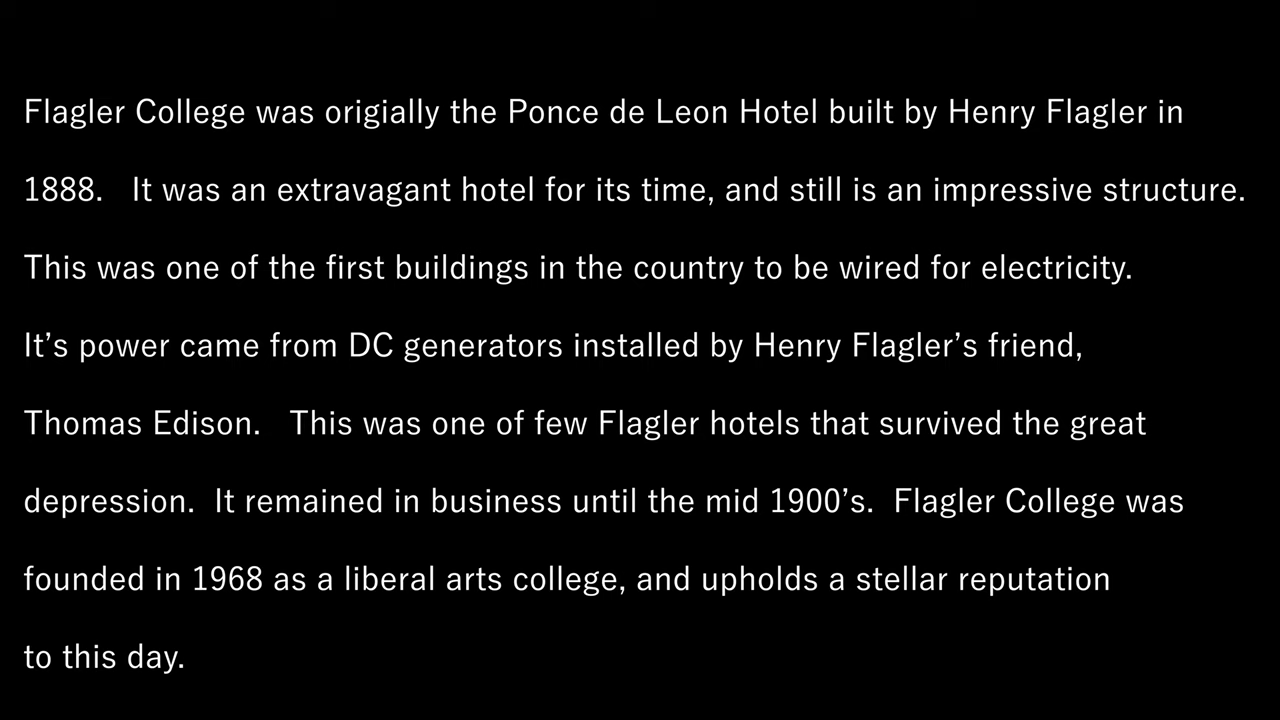 Flagler College was origially the Ponce de Leon Hotel built by Henry Flagler in
1888.   It was an extravagant hotel for its time, and still is an impressive structure.
This was one of the first buildings in the country to be wired for electricity.
It’s power came from DC generators installed by Henry Flagler’s friend,
Thomas Edison.   This was one of few Flagler hotels that survived the great
depression.  It remained in business until the mid 1900’s.  Flagler College was
founded in 1968 as a liberal arts college, and upholds a stellar reputation
to this day.